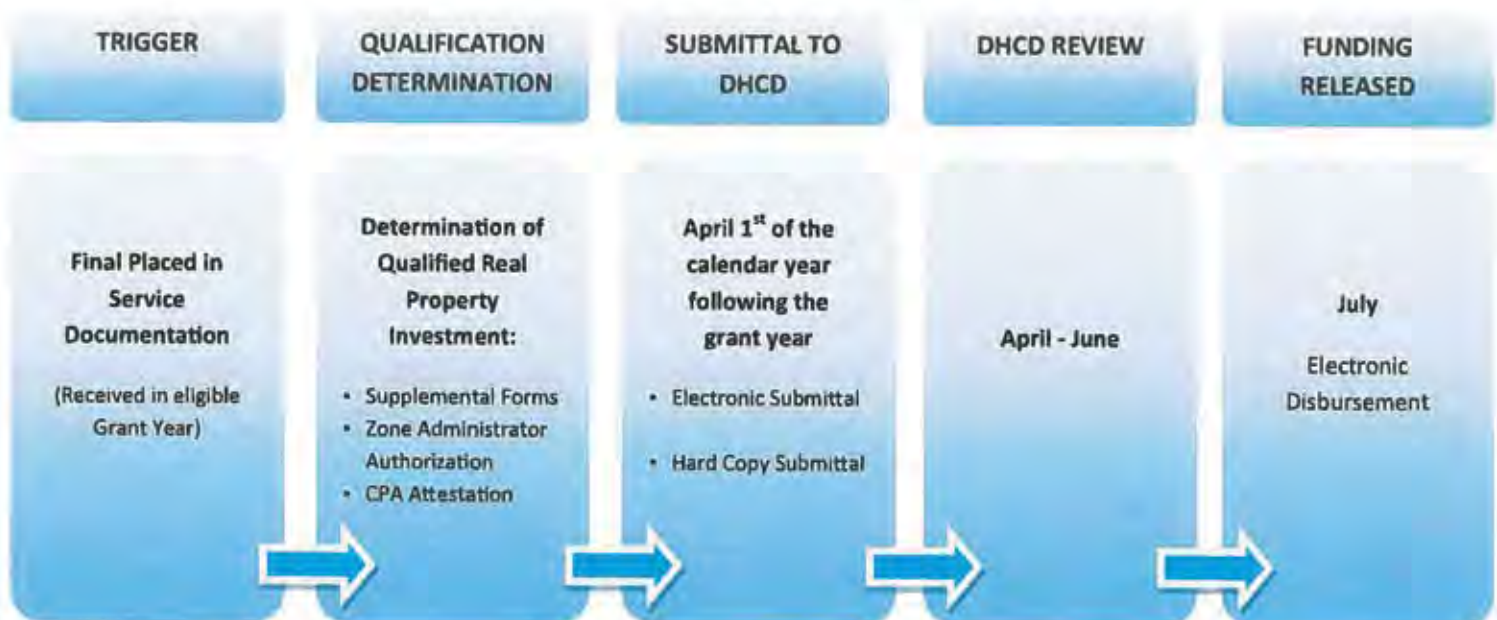 TRIGGER
QUALIFICATION
DETERMINATION
SUBMITTAL TO
DHCD
DHCD REVIEW
FUNDING
RELEASED
Final Placed in
Service
Documentation
(Received in eligible
Grant Year)
Determination of
Qualified Real
Property
Investment:
• Supplemental Forms
• Zone Administrator
Authorization
• CPA Attestation
April 1st of the
calendar year
following the
grant year
• Electronic Submittal
• Hard Copy Submittal
April - June
July
Electronic
Disbursement